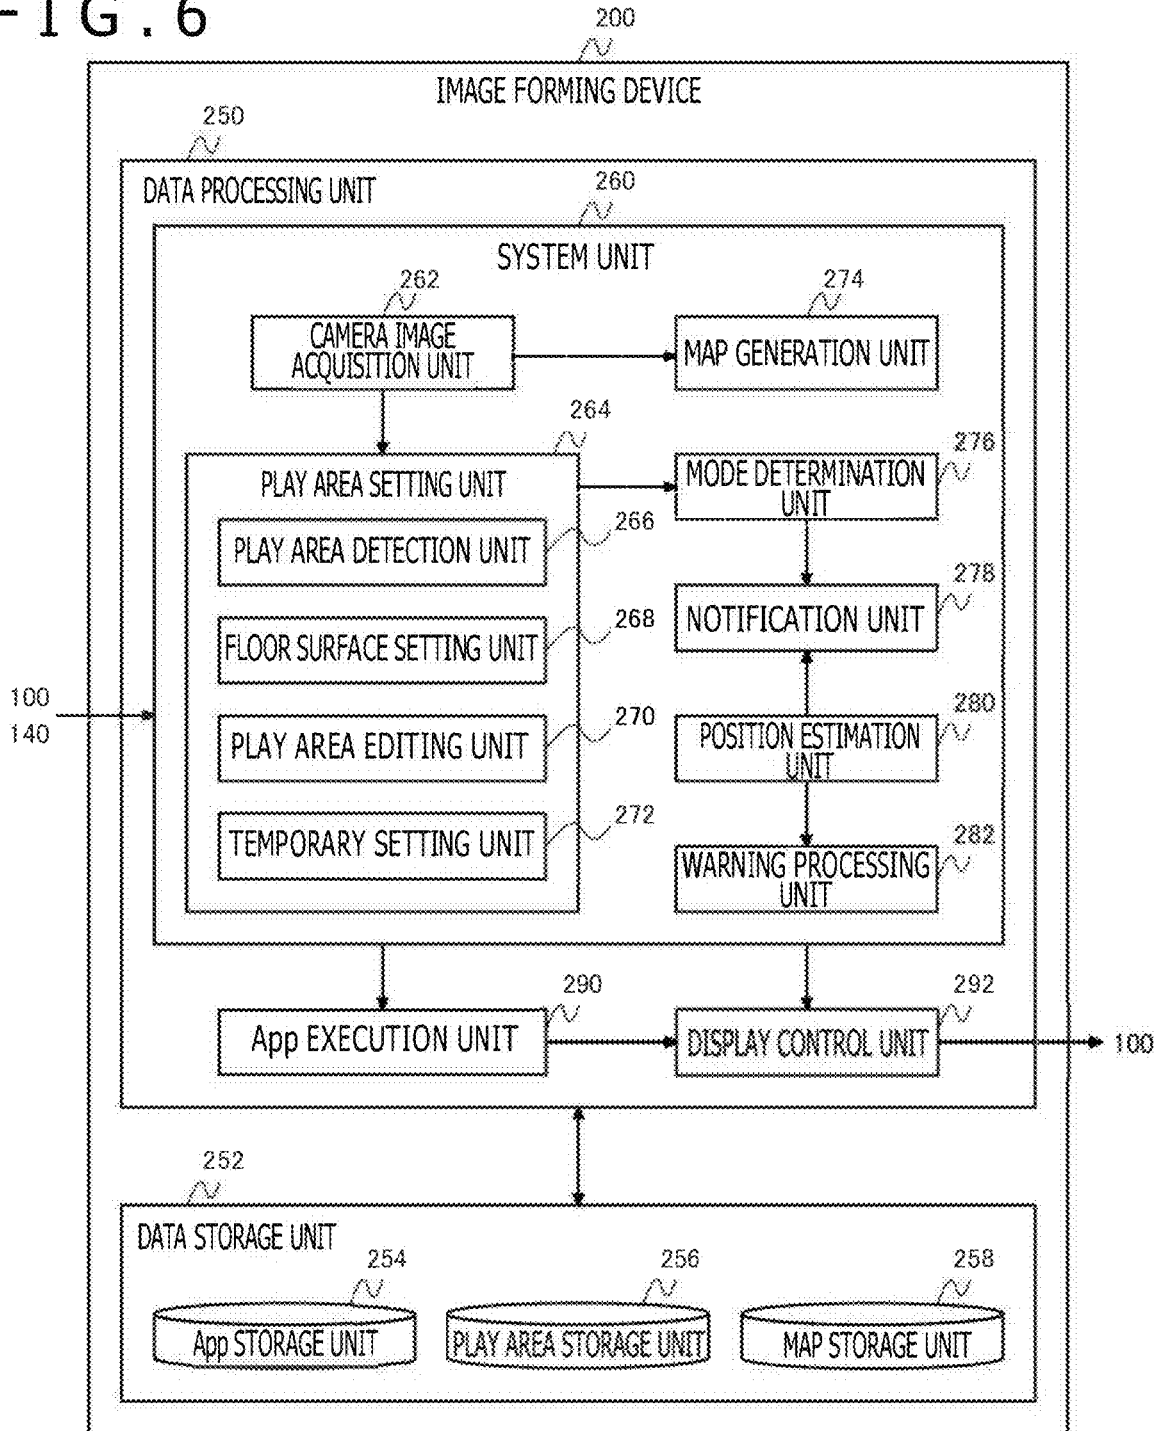 FIG. 6
200
IMAGE FORMING DEVICE
250
DATA PROCESSING UNIT
260
SYSTEM UNIT
262
CAMERA IMAGE
ACQUISITION UNIT
274
MAP GENERATION UNIT
264
PLAY AREA SETTING UNIT
276
MODE DETERMINATION
UNIT
266
PLAY AREA DETECTION UNIT
278
NOTIFICATION UNIT
268
FLOOR SURFACE SETTING UNIT
100
140
270
PLAY AREA EDITING UNIT
280
POSITION ESTIMATION
UNIT
272
TEMPORARY SETTING UNIT
282
WARNING PROCESSING
UNIT
290
App EXECUTION UNIT
292
DISPLAY CONTROL UNIT
100
252
DATA STORAGE UNIT
254
App STORAGE UNIT
256
PLAY AREA STORAGE UNIT
258
MAP STORAGE UNIT